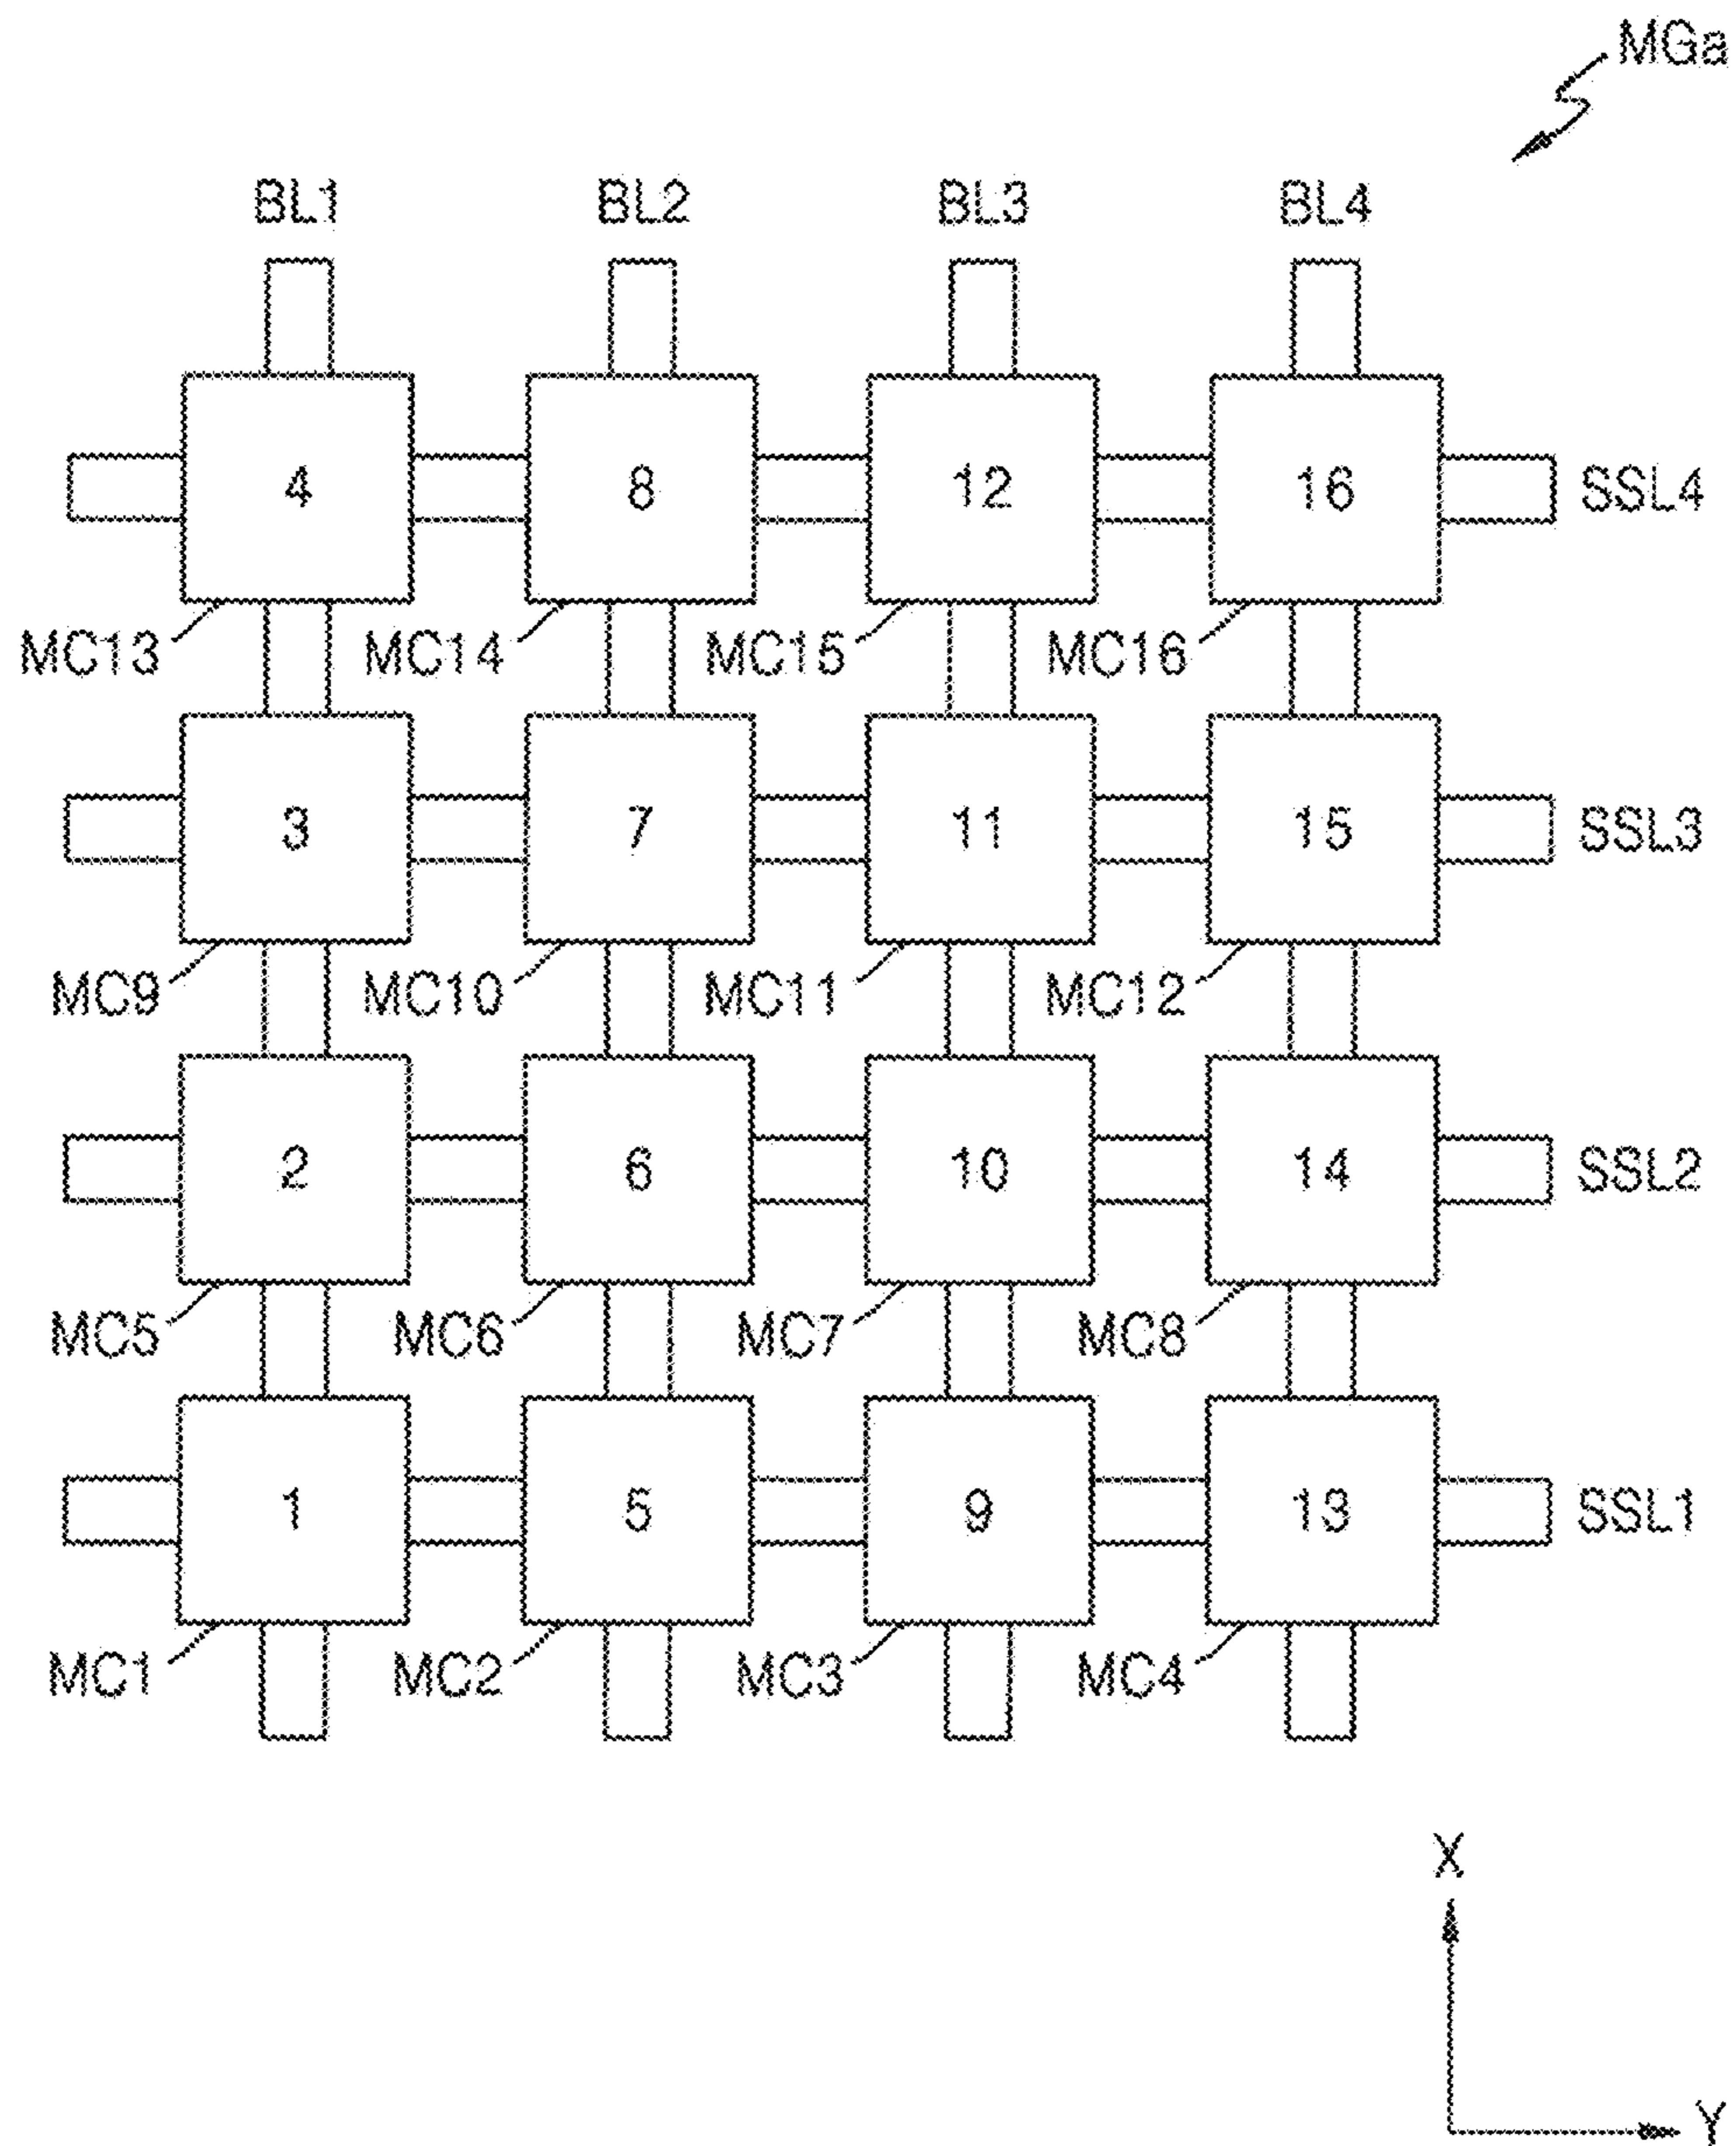 MGa
BL1 BL2 BL3 BL4
4 8 12 16 SSL4
MC13 MC14 MC15 MC16
3 7 11 15 SSL3
MC9 MC10 MC11 MC12
2 6 10 14 SSL2
MC5 MC6 MC7 MC8
1 5 9 13 SSL1
MC1 MC2 MC3 MC4
X
Y